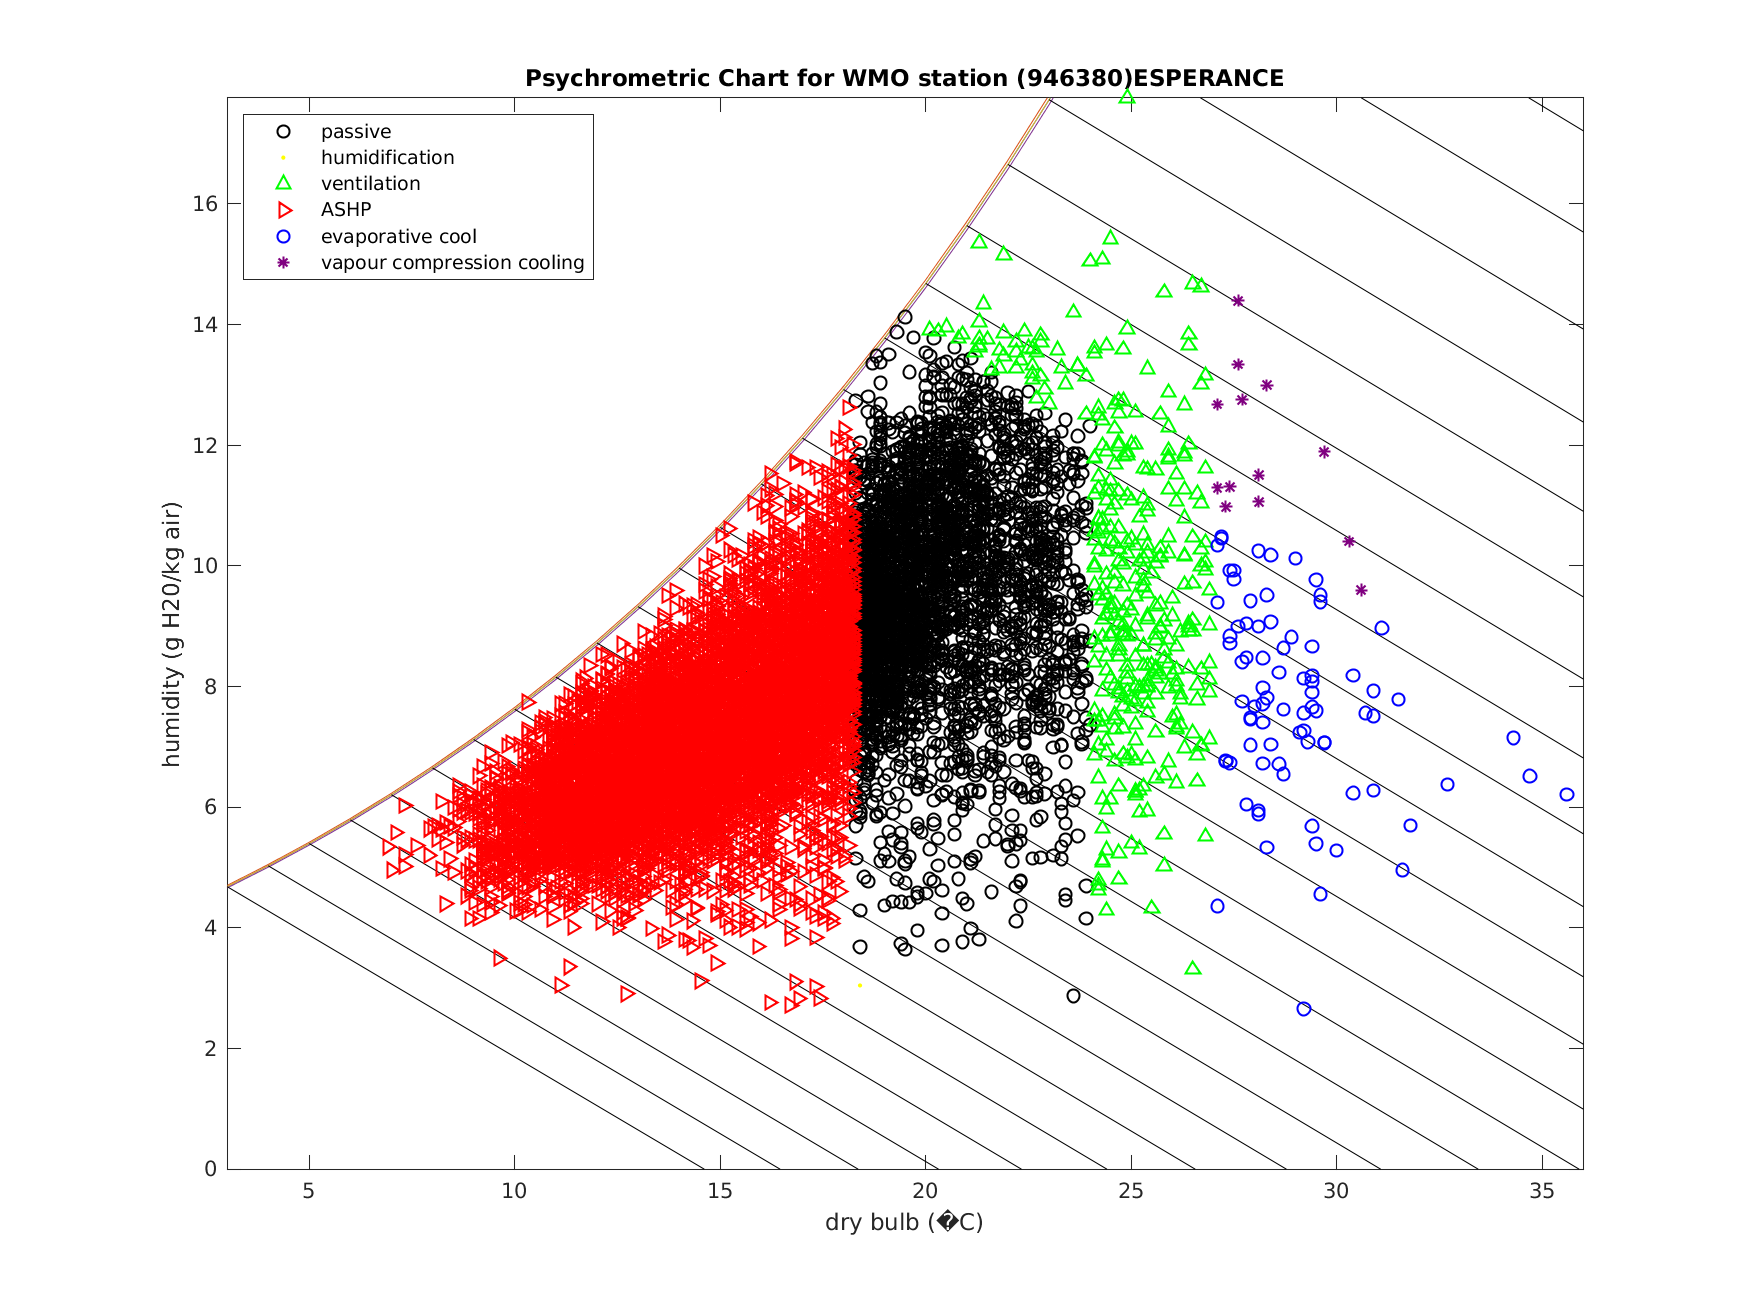 Psychrometric Chart for WMO station (946380)ESPERANCE
passive
humidification
ventilation
ASHP
evaporative cool
vapour compression cooling
humidity (g H20/kg air)
16
14
12
10
8
6
4
2
0
5 10 15 20 25 30 35
dry bulb (�C)